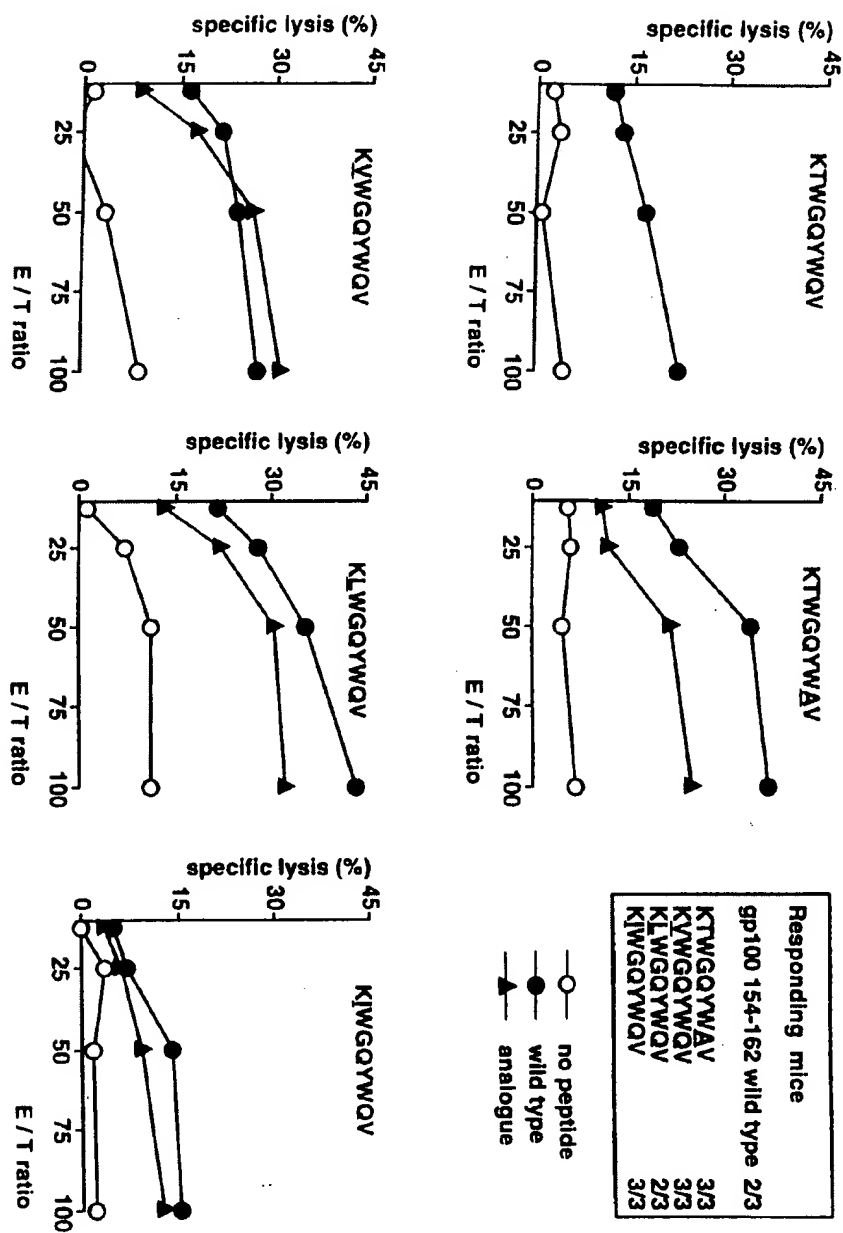 KTWGQYWQV
specific lysis (%)
45
30
15
0
25 50 75 100
E / T ratio
KTWGQYWAV
specific lysis (%)
45
30
15
0
25 50 75 100
E / T ratio
Responding mice
gp100 154-162 wild type 2/3
KTWGQYWAV 3/3
KVWGQYWQV 3/3
KLWGQYWQV 2/3
KIWGQYWQV 3/3
no peptide
wild type
analogue
KVWGQYWQV
specific lysis (%)
45
30
15
0
25 50 75 100
E / T ratio
KLWGQYWQV
specific lysis (%)
45
30
15
0
25 50 75 100
E / T ratio
KIWGQYWQV
specific lysis (%)
45
30
15
0
25 50 75 100
E / T ratio